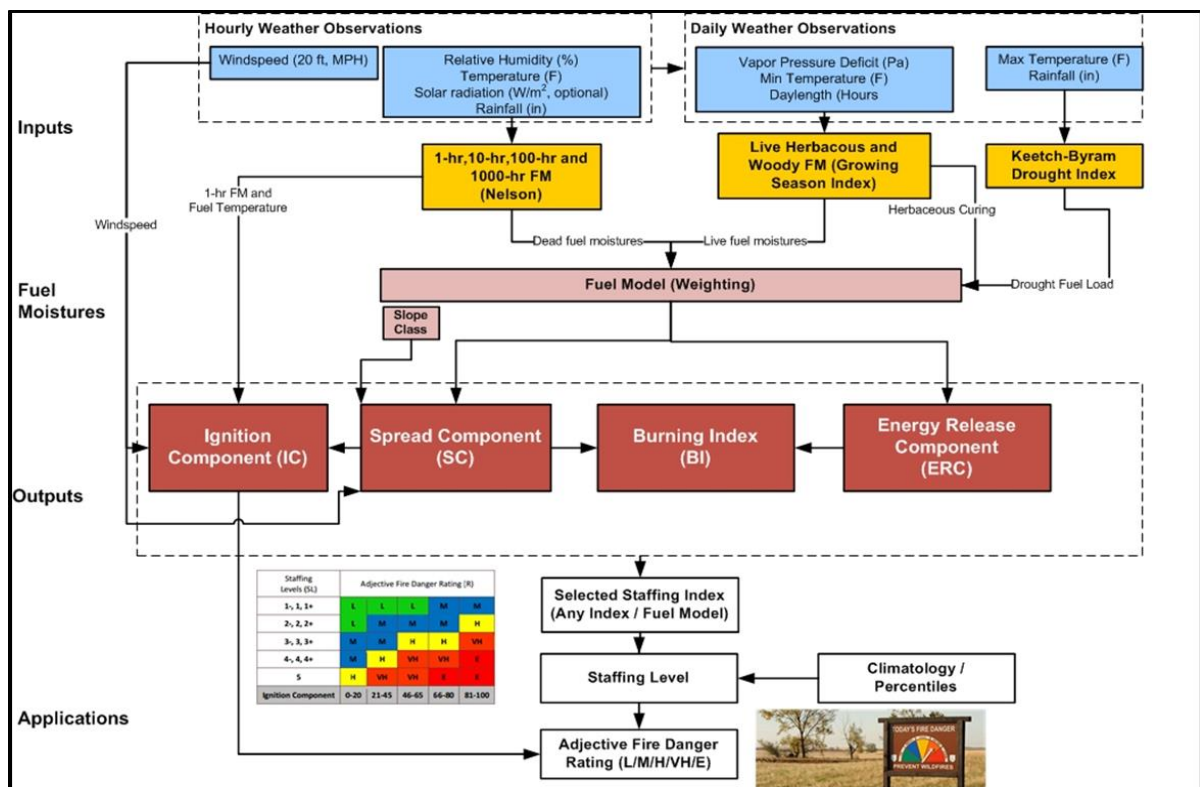 Hourly Weather Observations
Daily Weather Observations
Windspeed (20 ft, MPH)
Relative Humidity (%)
Temperature (F)
Solar radiation (W/m², optional)
Rainfall (in)
Vapor Pressure Deficit (Pa)
Min Temperature (F)
Daylength (Hours
Max Temperature (F)
Rainfall (in)
Inputs
1-hr,10-hr,100-hr and
1000-hr FM
(Nelson)
Live Herbacous and
Woody FM (Growing
Season Index)
Keetch-Byram
Drought Index
1-hr FM and
Fuel Temperature
Windspeed
Herbaceous Curing
Dead fuel moistures
Live fuel moistures
Fuel
Moistures
Fuel Model (Weighting)
Drought Fuel Load
Slope
Class
Ignition
Component (IC)
Spread Component
(SC)
Burning Index
(BI)
Energy Release
Component
(ERC)
Outputs
Staffing
Levels (SL)
Adjective Fire Danger Rating (R)
1-, 1, 1+ L L L M M
2-, 2, 2+ L M M M H
3-, 3, 3+ M M H H VH
4-, 4, 4+ M H VH VH E
5 H VH VH E E
Ignition Component 0-20 21-45 46-65 66-80 81-100
Selected Staffing Index
(Any Index / Fuel Model)
Staffing Level
Climatology /
Percentiles
Applications
Adjective Fire Danger
Rating (L/M/H/VH/E)
TODAY'S FIRE DANGER
PREVENT WILDFIRES